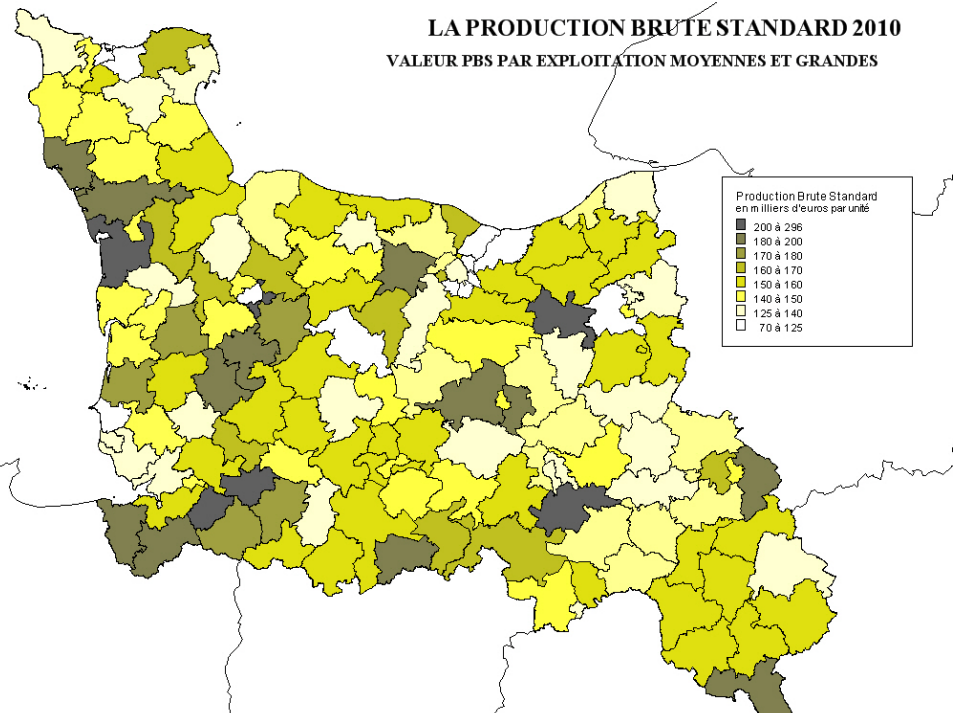 LA PRODUCTION BRUTE STANDARD 2010
VALEUR PBS PAR EXPLOITATION MOYENNES ET GRANDES
Production Brute Standard
en milliers d'euros par unité
200 à 296
180 à 200
170 à 180
160 à 170
150 à 160
140 à 150
125 à 140
70 à 125